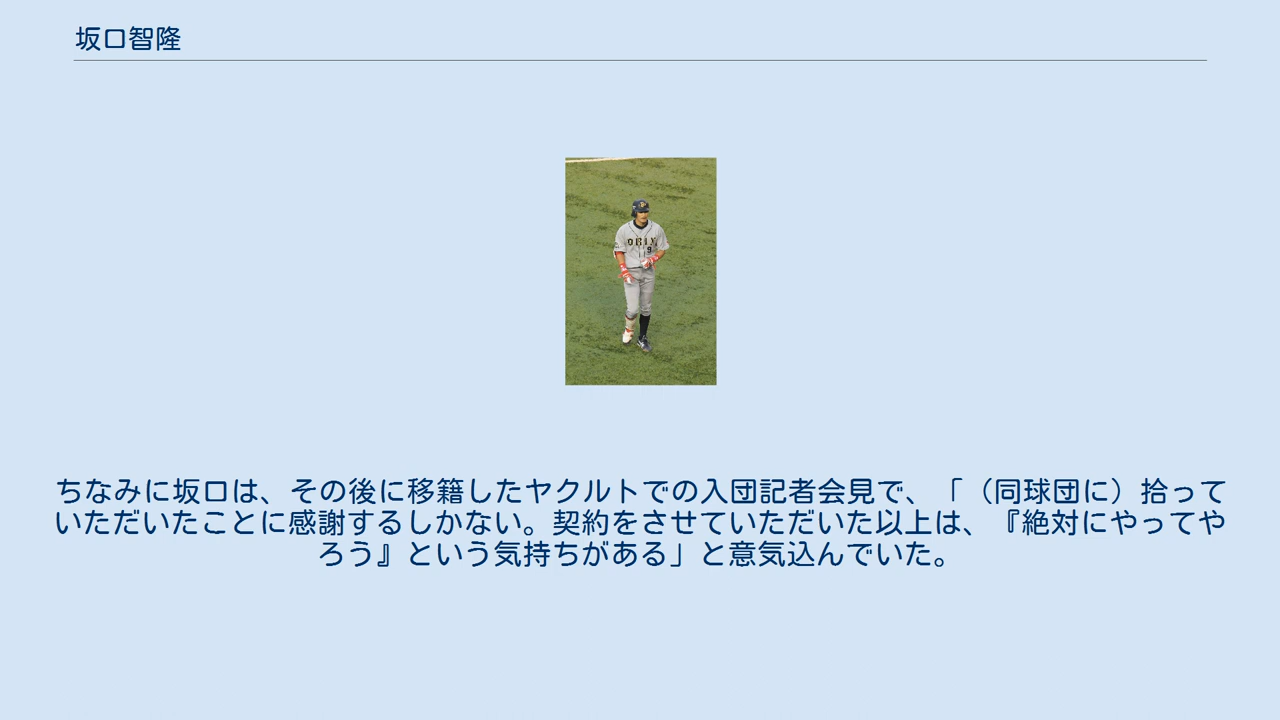 坂口智隆
ORIX
9
ちなみに坂口は、その後に移籍したヤクルトでの入団記者会見で、「（同球団に）拾って
いただいたことに感謝するしかない。契約をさせていただいた以上は、『絶対にやってや
ろう』という気持ちがある」と意気込んでいた。